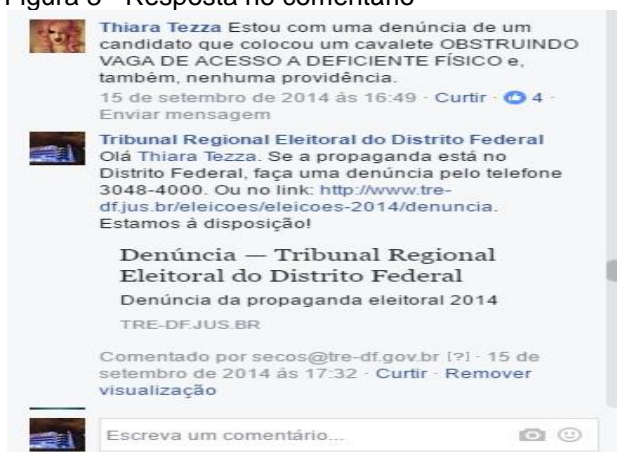 Figura 8 - Resposta no comentário
Thiara Tezza Estou com uma denúncia de um
candidato que colocou um cavalete OBSTRUINDO
VAGA DE ACESSO A DEFICIENTE FÍSICO e,
também, nenhuma providência.
15 de setembro de 2014 às 16:49 · Curtir · 4 ·
Enviar mensagem
Tribunal Regional Eleitoral do Distrito Federal
Olá Thiara Tezza. Se a propaganda está no
Distrito Federal, faça uma denúncia pelo telefone
3048-4000. Ou no link: http://www.tre-
df.jus.br/eleicoes/eleicoes-2014/denuncia.
Estamos à disposição!
Denúncia — Tribunal Regional
Eleitoral do Distrito Federal
Denúncia da propaganda eleitoral 2014
TRE-DF.JUS.BR
Comentado por secos@tre-df.gov.br [?] · 15 de
setembro de 2014 às 17:32 · Curtir · Remover
visualização
Escreva um comentário...